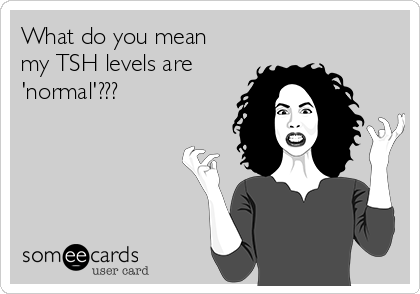 What do you mean
my TSH levels are
'normal'???
someecards
user card